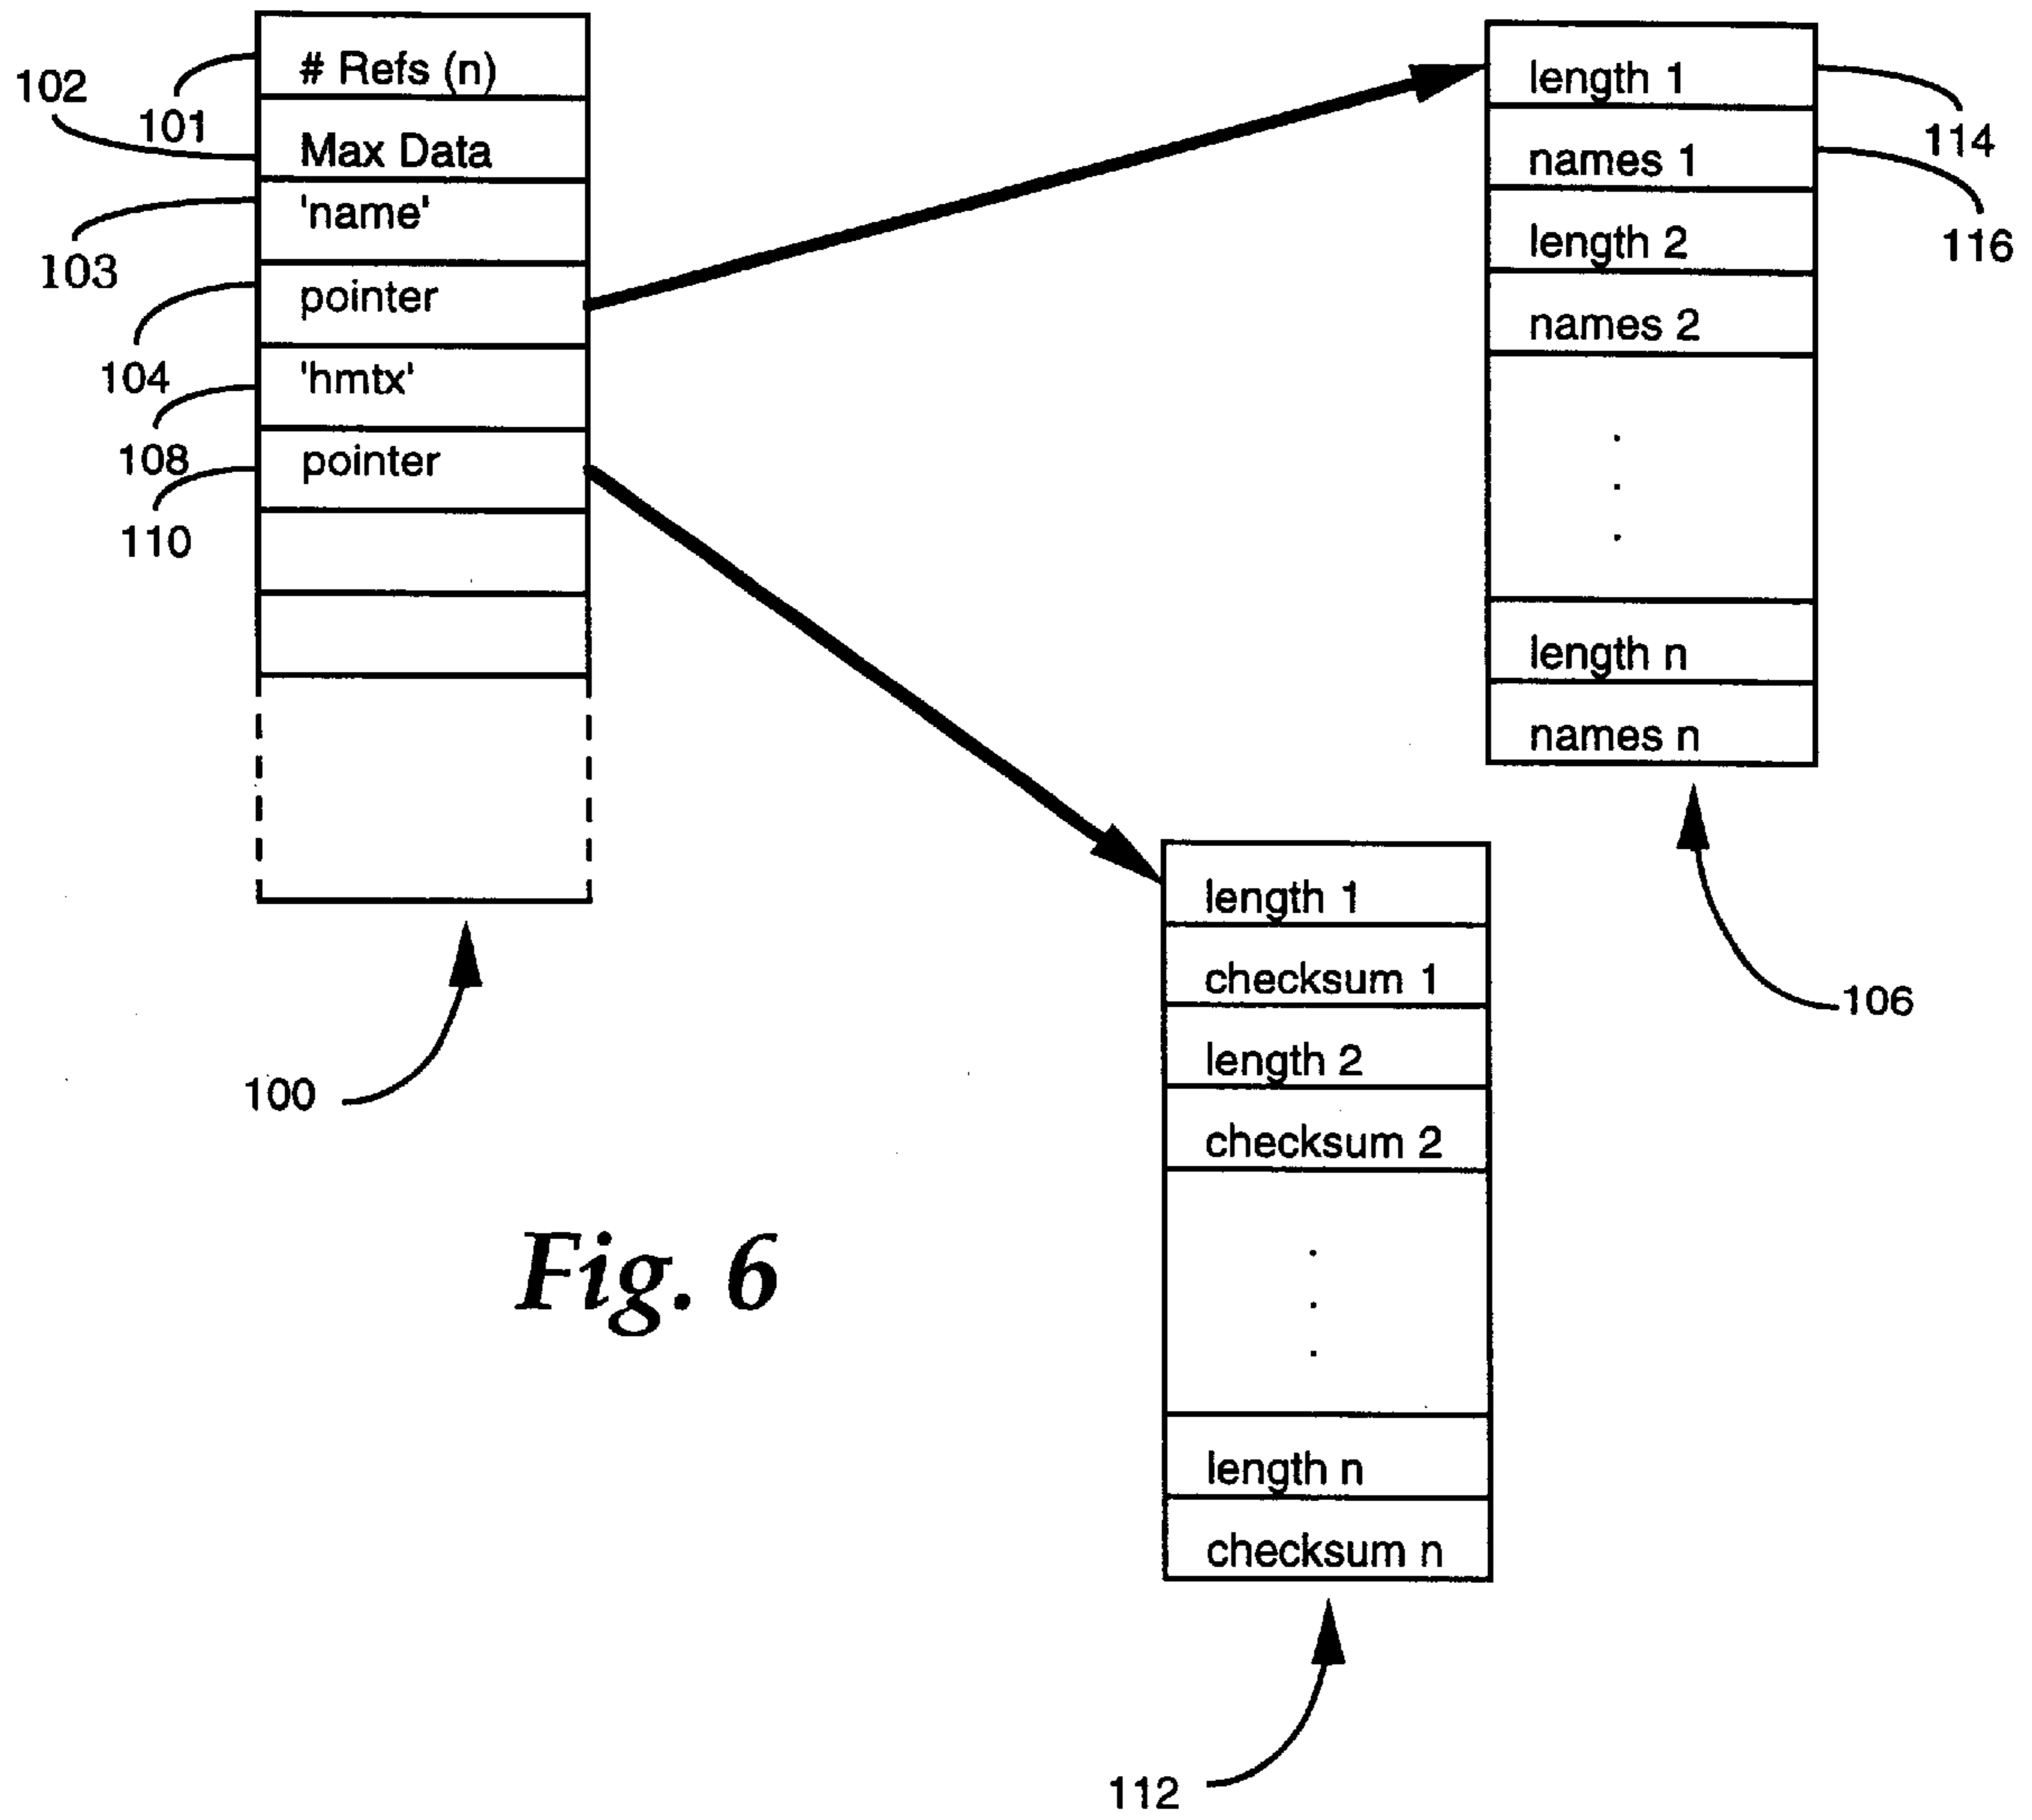 # Refs (n)
102
101
Max Data
'name'
103
pointer
104
'hmtx'
108
pointer
110
100
length 1
114
names 1
116
length 2
names 2
.
.
.
length n
names n
106
length 1
checksum 1
length 2
checksum 2
.
.
.
length n
checksum n
112
Fig. 6